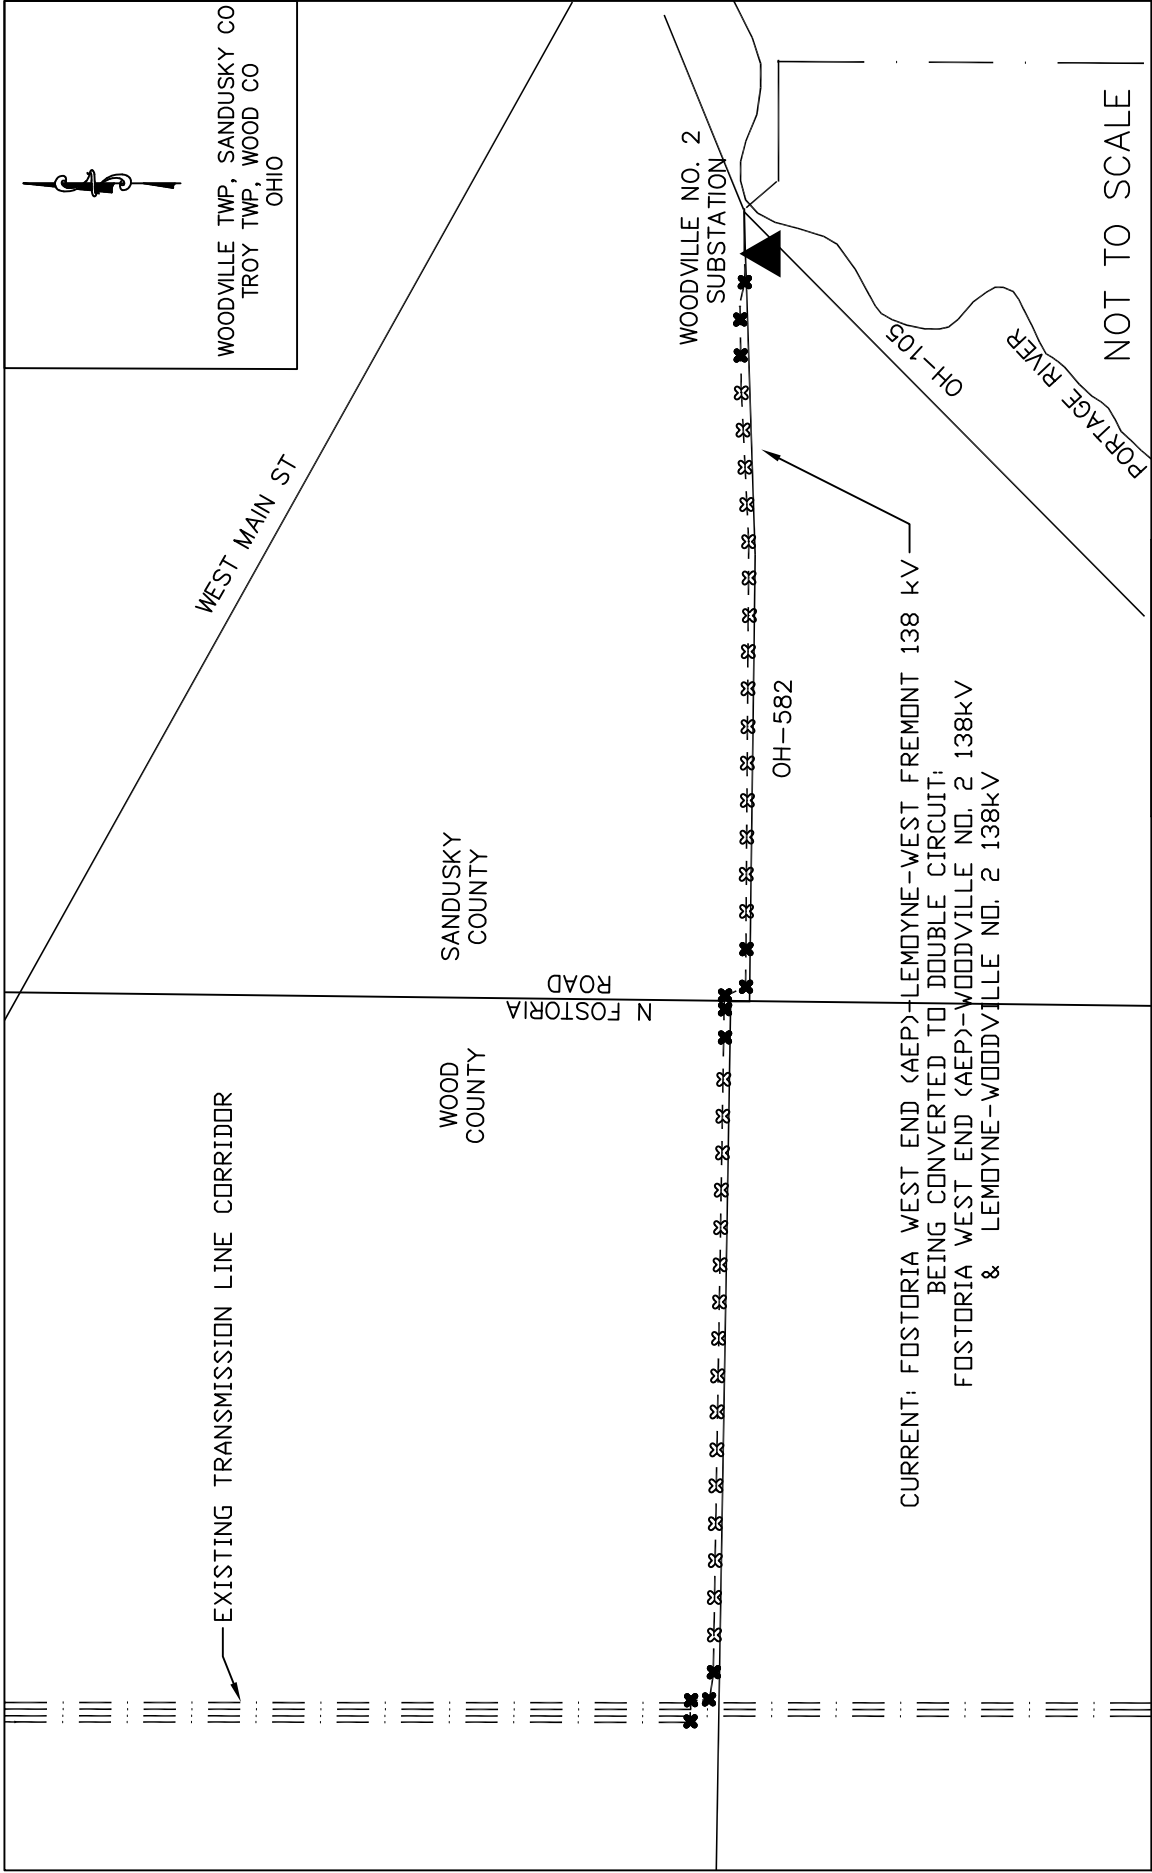 WOODVILLE TWP, SANDUSKY CO
TROY TWP, WOOD CO
OHIO
WEST MAIN ST
EXISTING TRANSMISSION LINE CORRIDOR
SANDUSKY
COUNTY
WOOD
COUNTY
N FOSTORIA
ROAD
WOODVILLE NO. 2
SUBSTATION
OH-582
OH-105
PORTAGE RIVER
CURRENT: FOSTORIA WEST END (AEP)-LEMOYNE-WEST FREMONT 138 kV
BEING CONVERTED TO DOUBLE CIRCUIT:
FOSTORIA WEST END (AEP)-WOODVILLE NO. 2 138kV
& LEMOYNE-WOODVILLE NO. 2 138kV
NOT TO SCALE